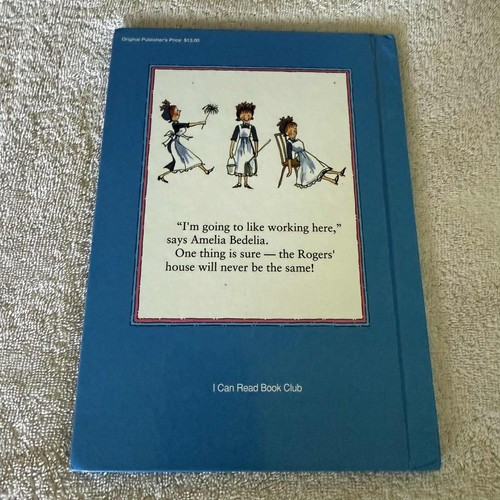 Original Publisher's Price $13.00
"I'm going to like working here,"
says Amelia Bedelia.
One thing is sure — the Rogers'
house will never be the same!
I Can Read Book Club